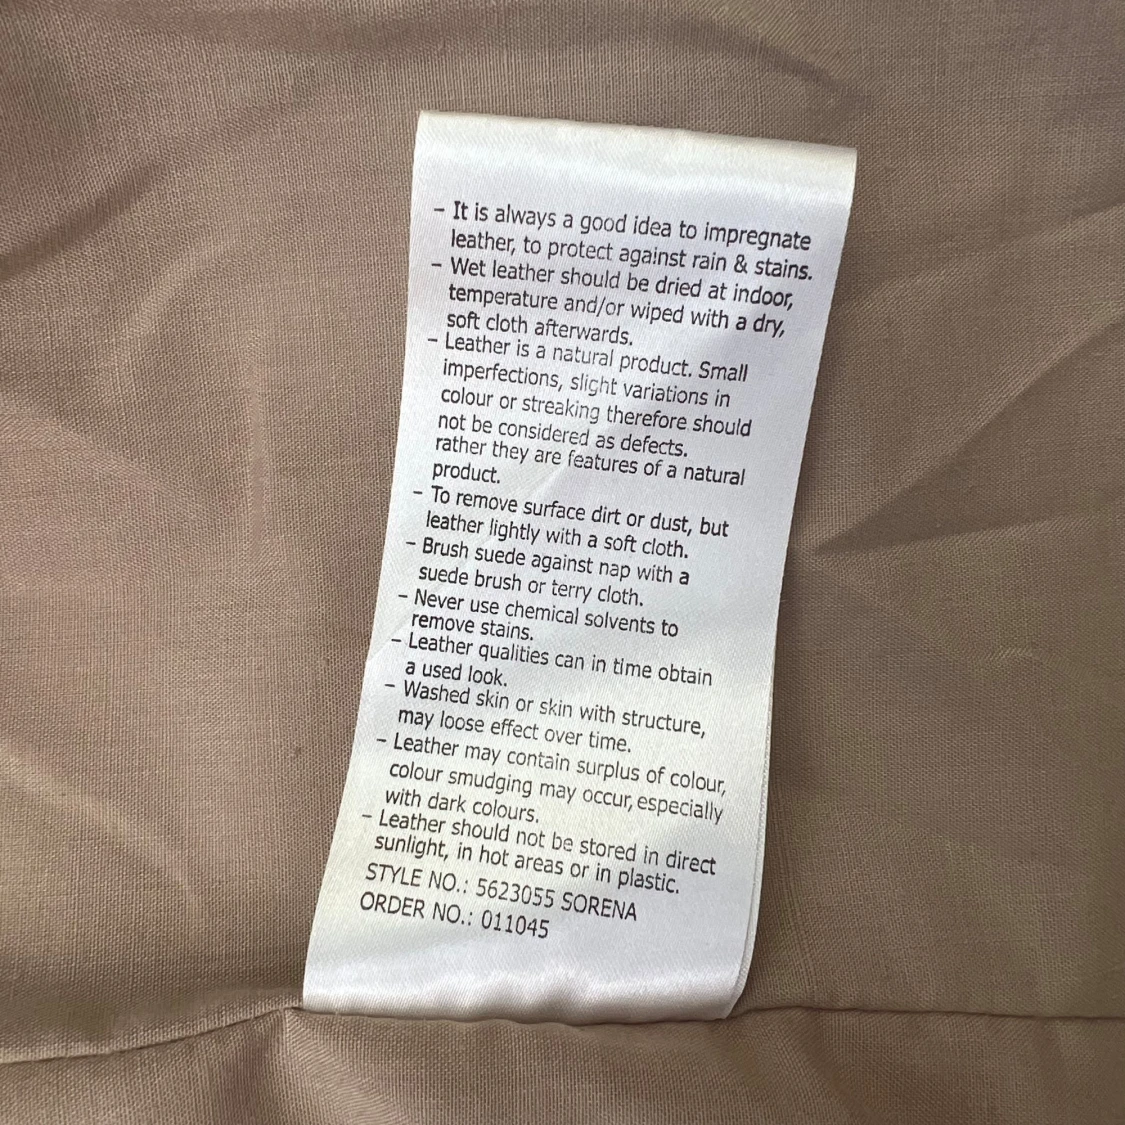 - It is always a good idea to impregnate
leather, to protect against rain & stains.
- Wet leather should be dried at indoor,
temperature and/or wiped with a dry,
soft cloth afterwards.
- Leather is a natural product. Small
imperfections, slight variations in
colour or streaking therefore should
not be considered as defects.
rather they are features of a natural
product.
- To remove surface dirt or dust, but
leather lightly with a soft cloth.
- Brush suede against nap with a
suede brush or terry cloth.
- Never use chemical solvents to
remove stains.
- Leather qualities can in time obtain
a used look.
- Washed skin or skin with structure,
may loose effect over time.
- Leather may contain surplus of colour,
colour smudging may occur, especially
with dark colours.
- Leather should not be stored in direct
sunlight, in hot areas or in plastic.
STYLE NO.: 5623055 SORENA
ORDER NO.: 011045